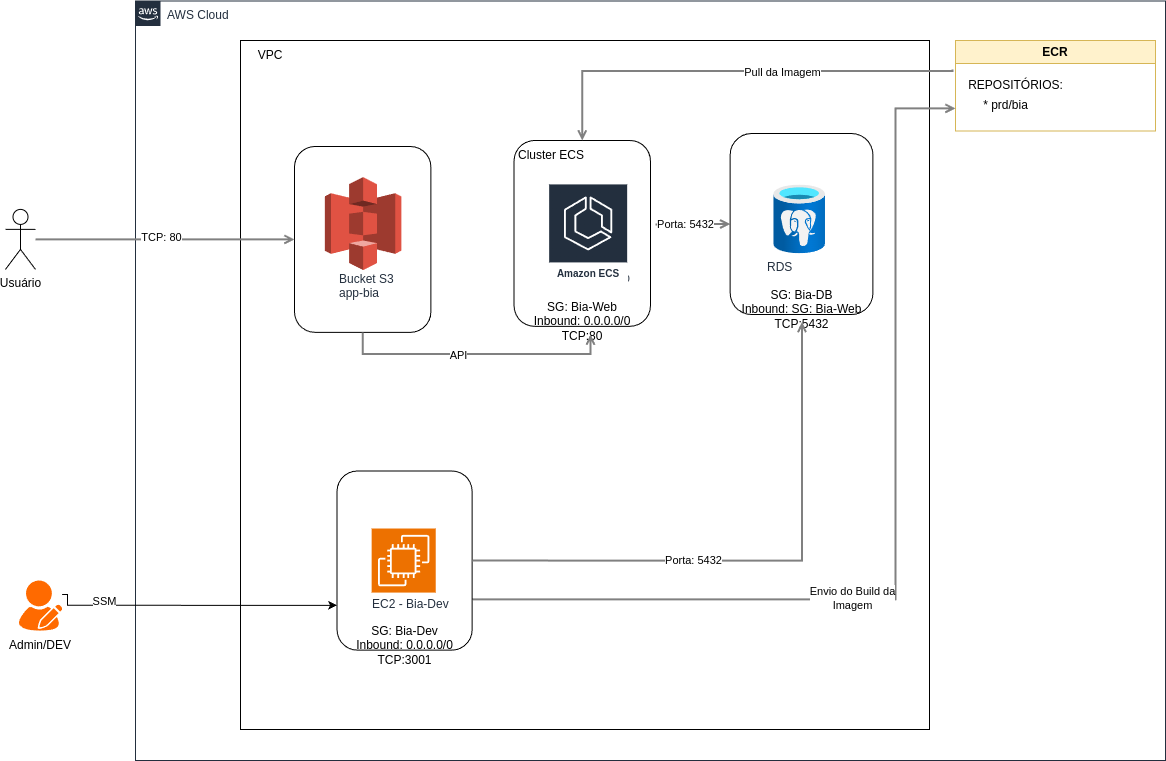 aws
AWS Cloud
VPC
ECR
REPOSITÓRIOS:
* prd/bia
Pull da Imagem
Cluster ECS
Amazon ECS
SG: Bia-Web
Inbound: 0.0.0.0/0
TCP:80
Porta: 5432
RDS
SG: Bia-DB
Inbound: SG: Bia-Web
TCP:5432
Usuário
TCP: 80
Bucket S3
app-bia
API
Admin/DEV
SSM
EC2 - Bia-Dev
SG: Bia-Dev
Inbound: 0.0.0.0/0
TCP:3001
Porta: 5432
Envio do Build da
Imagem